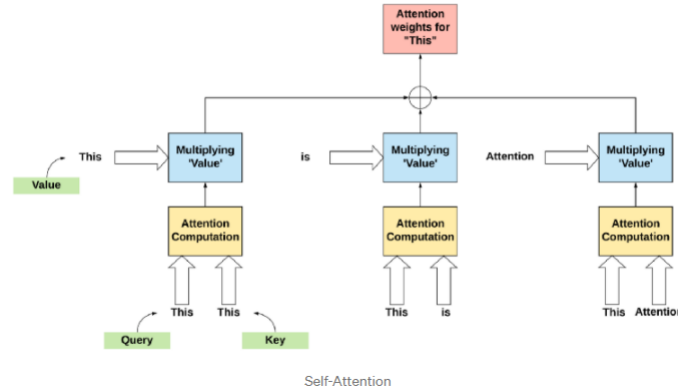 Attention
weights for
"This"
This
Multiplying
'Value'
is
Multiplying
'Value'
Attention
Multiplying
'Value'
Value
Attention
Computation
Attention
Computation
Attention
Computation
This This
This is
This Attention
Query
Key
Self-Attention